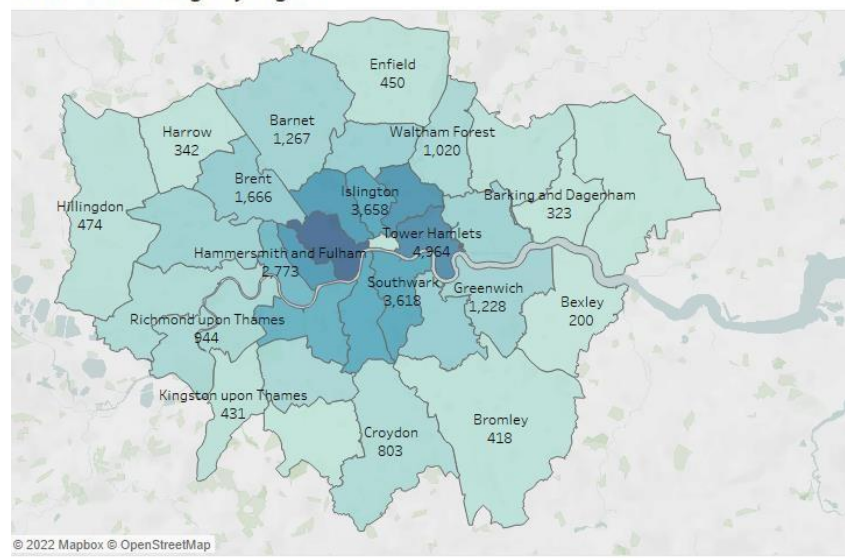 Enfield
450
Barnet
1,267
Harrow
342
Waltham Forest
1,020
Brent
1,666
Islington
3,658
Barking and Dagenham
323
Hillingdon
474
Tower Hamlets
4,964
Hammersmith and Fulham
2,773
Southwark
3,618
Greenwich
1,228
Bexley
200
Richmond upon Thames
944
Kingston upon Thames
431
Croydon
803
Bromley
418
© 2022 Mapbox © OpenStreetMap